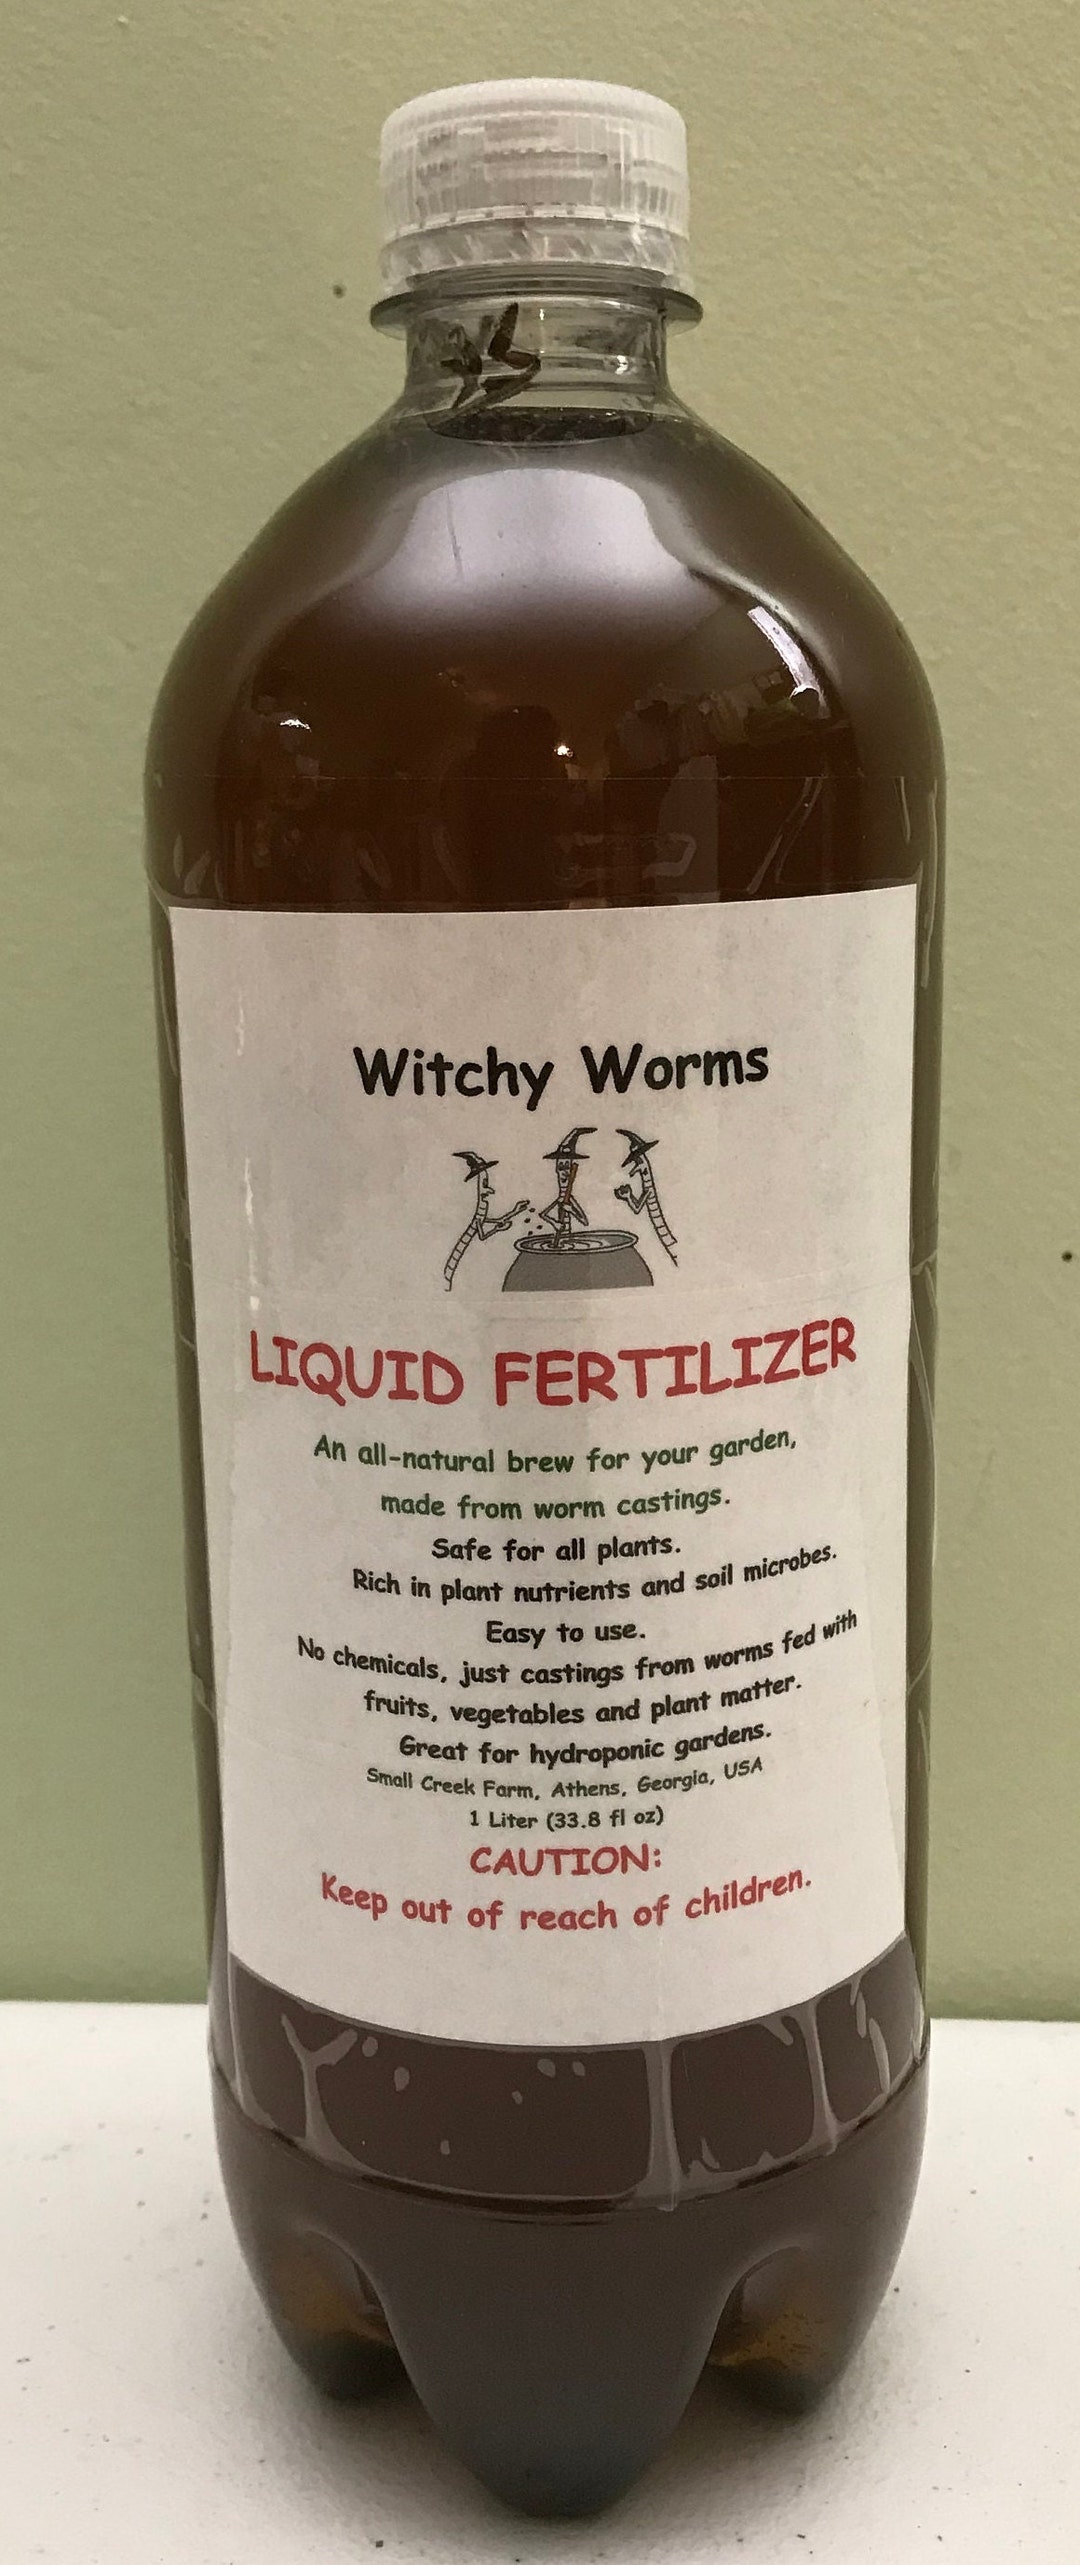 Witchy Worms
LIQUID FERTILIZER
An all-natural brew for your garden,
made from worm castings.
Safe for all plants.
Rich in plant nutrients and soil microbes.
Easy to use.
No chemicals, just castings from worms fed with
fruits, vegetables and plant matter.
Great for hydroponic gardens.
Small Creek Farm, Athens, Georgia, USA
1 Liter (33.8 fl oz)
CAUTION:
Keep out of reach of children.